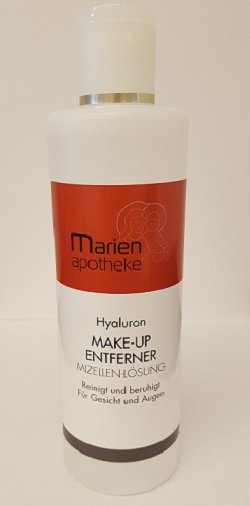 Marien
apotheke
Hyaluron
MAKE-UP
ENTFERNER
MIZELLEN-LÖSUNG
Reinigt und beruhigt
Für Gesicht und Augen